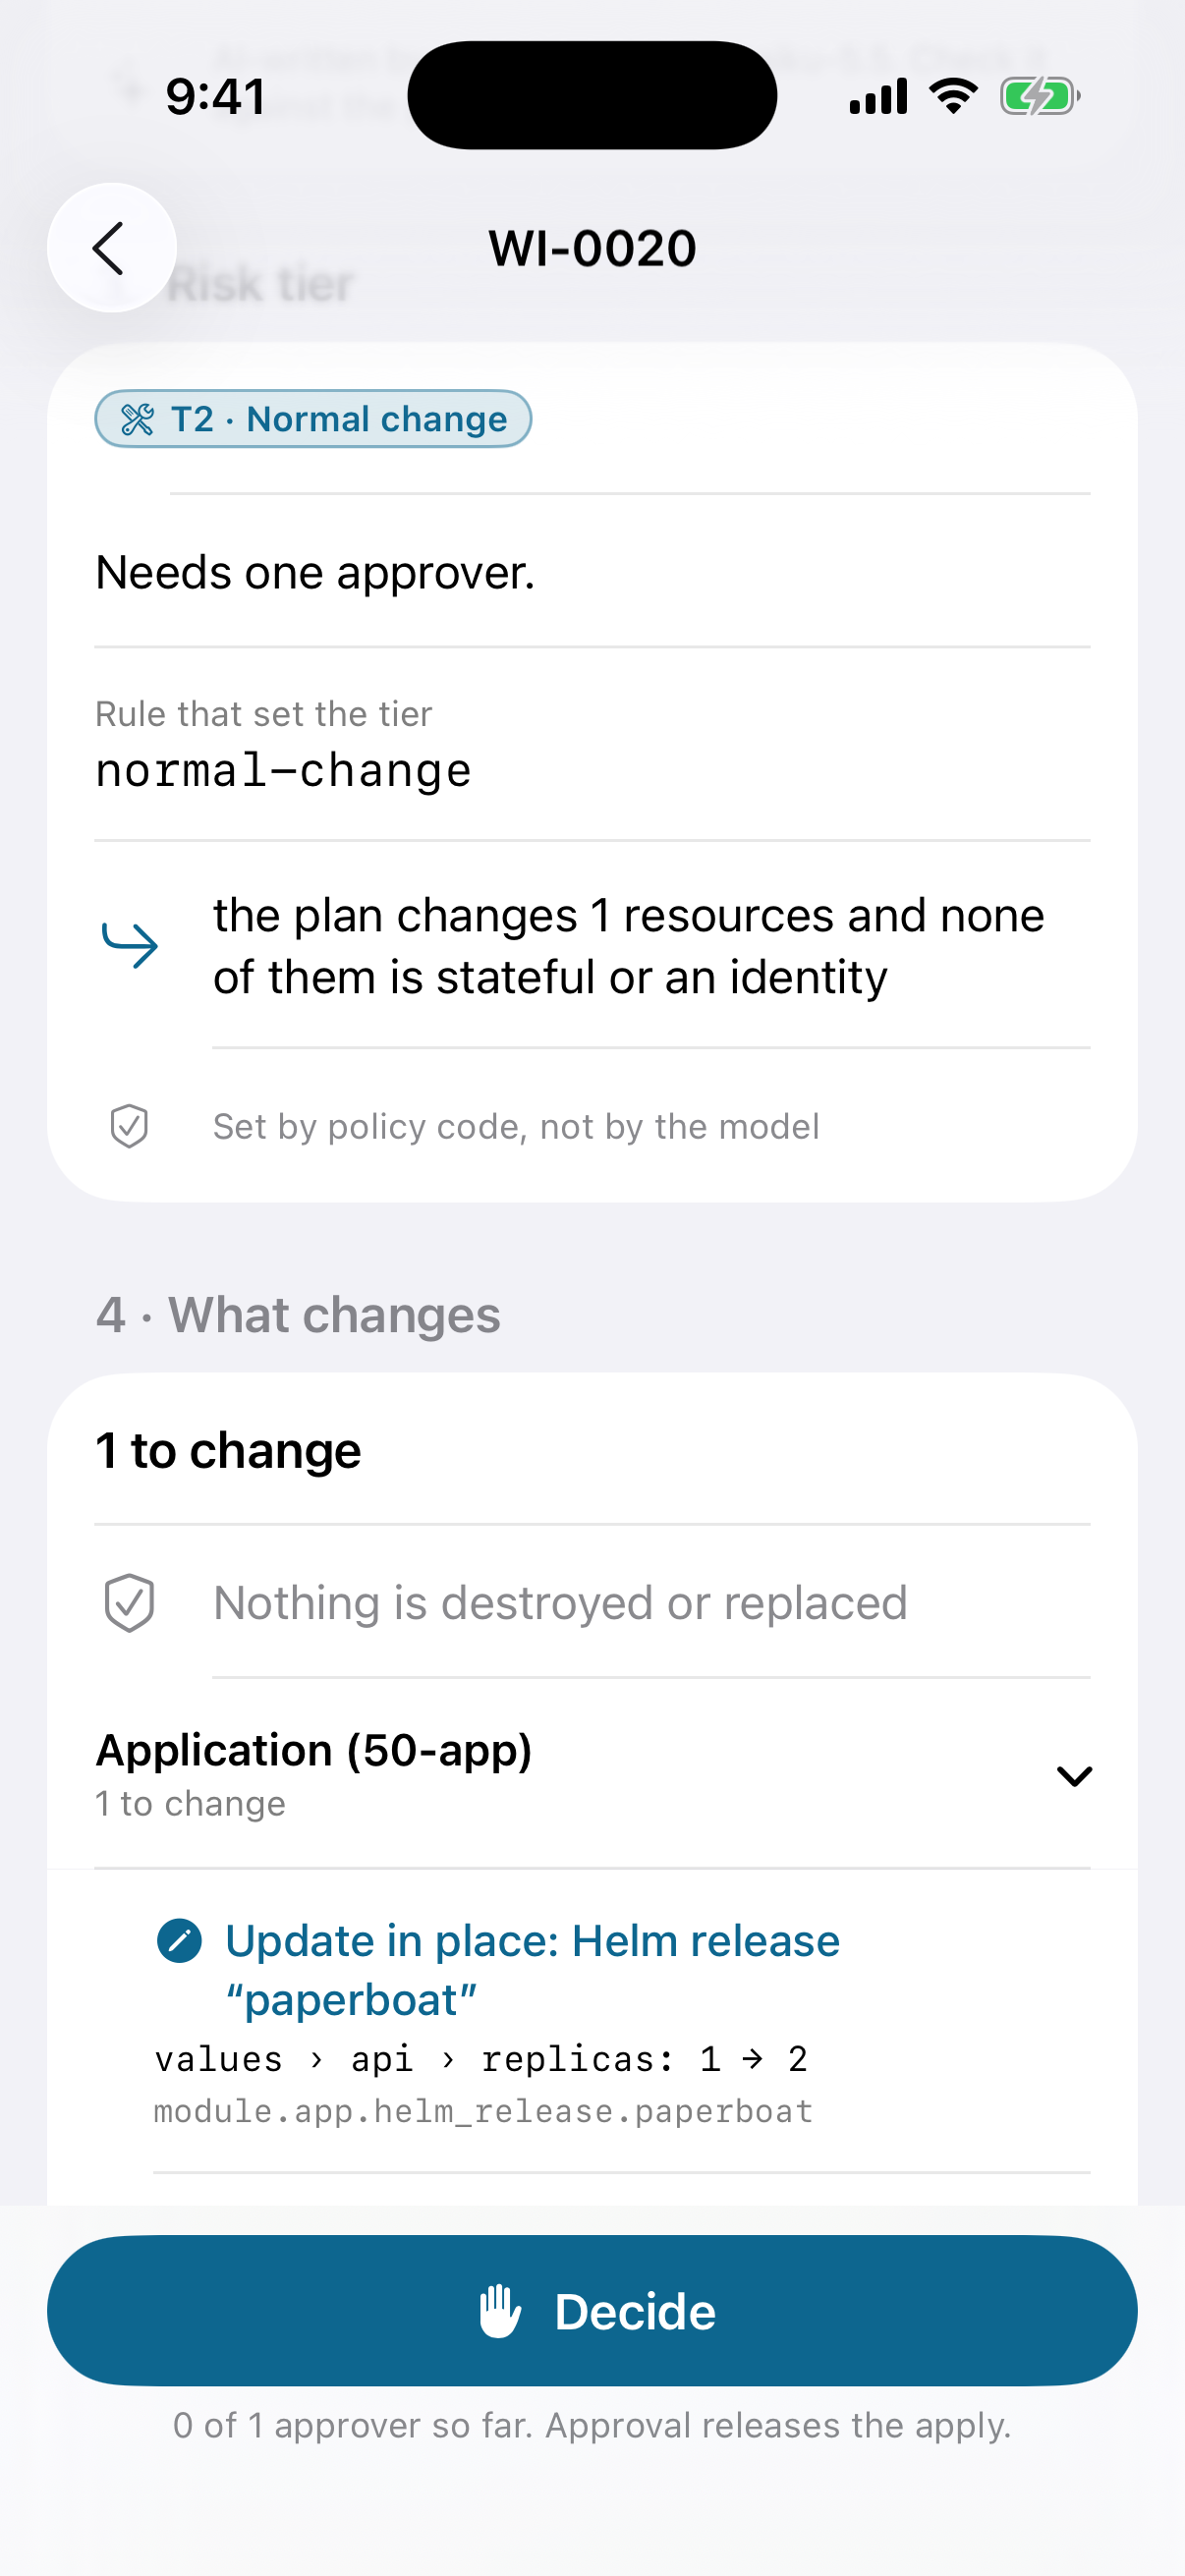 9:41
WI-0020
Risk tier
T2 · Normal change
Needs one approver.
Rule that set the tier
normal-change
the plan changes 1 resources and none
of them is stateful or an identity
Set by policy code, not by the model
4 · What changes
1 to change
Nothing is destroyed or replaced
Application (50-app)
1 to change
Update in place: Helm release
“paperboat”
values › api › replicas: 1 → 2
module.app.helm_release.paperboat
Decide
0 of 1 approver so far. Approval releases the apply.